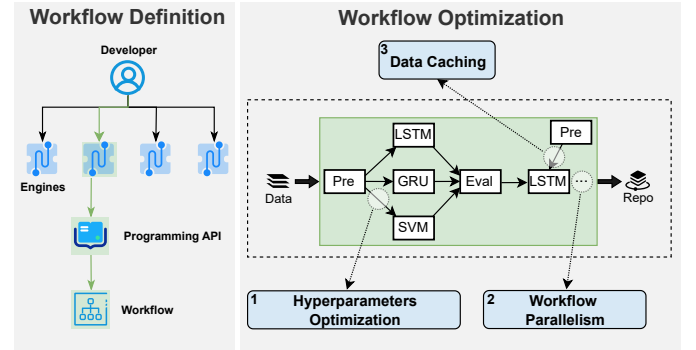 Workflow Definition
Developer
Engines
Programming API
Workflow
Workflow Optimization
3
Data Caching
LSTM
Pre
Data
Pre
GRU
Eval
LSTM
...
Repo
SVM
1
Hyperparameters
Optimization
2
Workflow
Parallelism